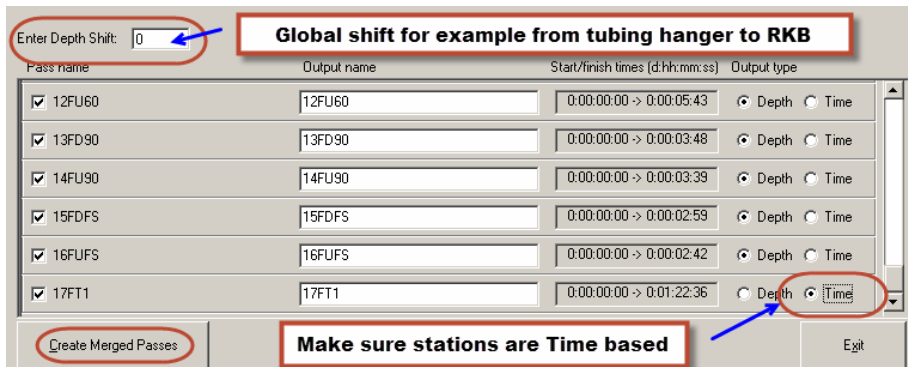 Enter Depth Shift: 0
Global shift for example from tubing hanger to RKB
Pass name Output name Start/finish times (d:hh:mm:ss) Output type
12FU60 12FU60 0:00:00:00 -> 0:00:05:43 Depth Time
13FD90 13FD90 0:00:00:00 -> 0:00:03:48 Depth Time
14FU90 14FU90 0:00:00:00 -> 0:00:03:39 Depth Time
15FDFS 15FDFS 0:00:00:00 -> 0:00:02:59 Depth Time
16FUFS 16FUFS 0:00:00:00 -> 0:00:02:42 Depth Time
17FT1 17FT1 0:00:00:00 -> 0:01:22:36 Depth Time
Create Merged Passes
Make sure stations are Time based
Exit